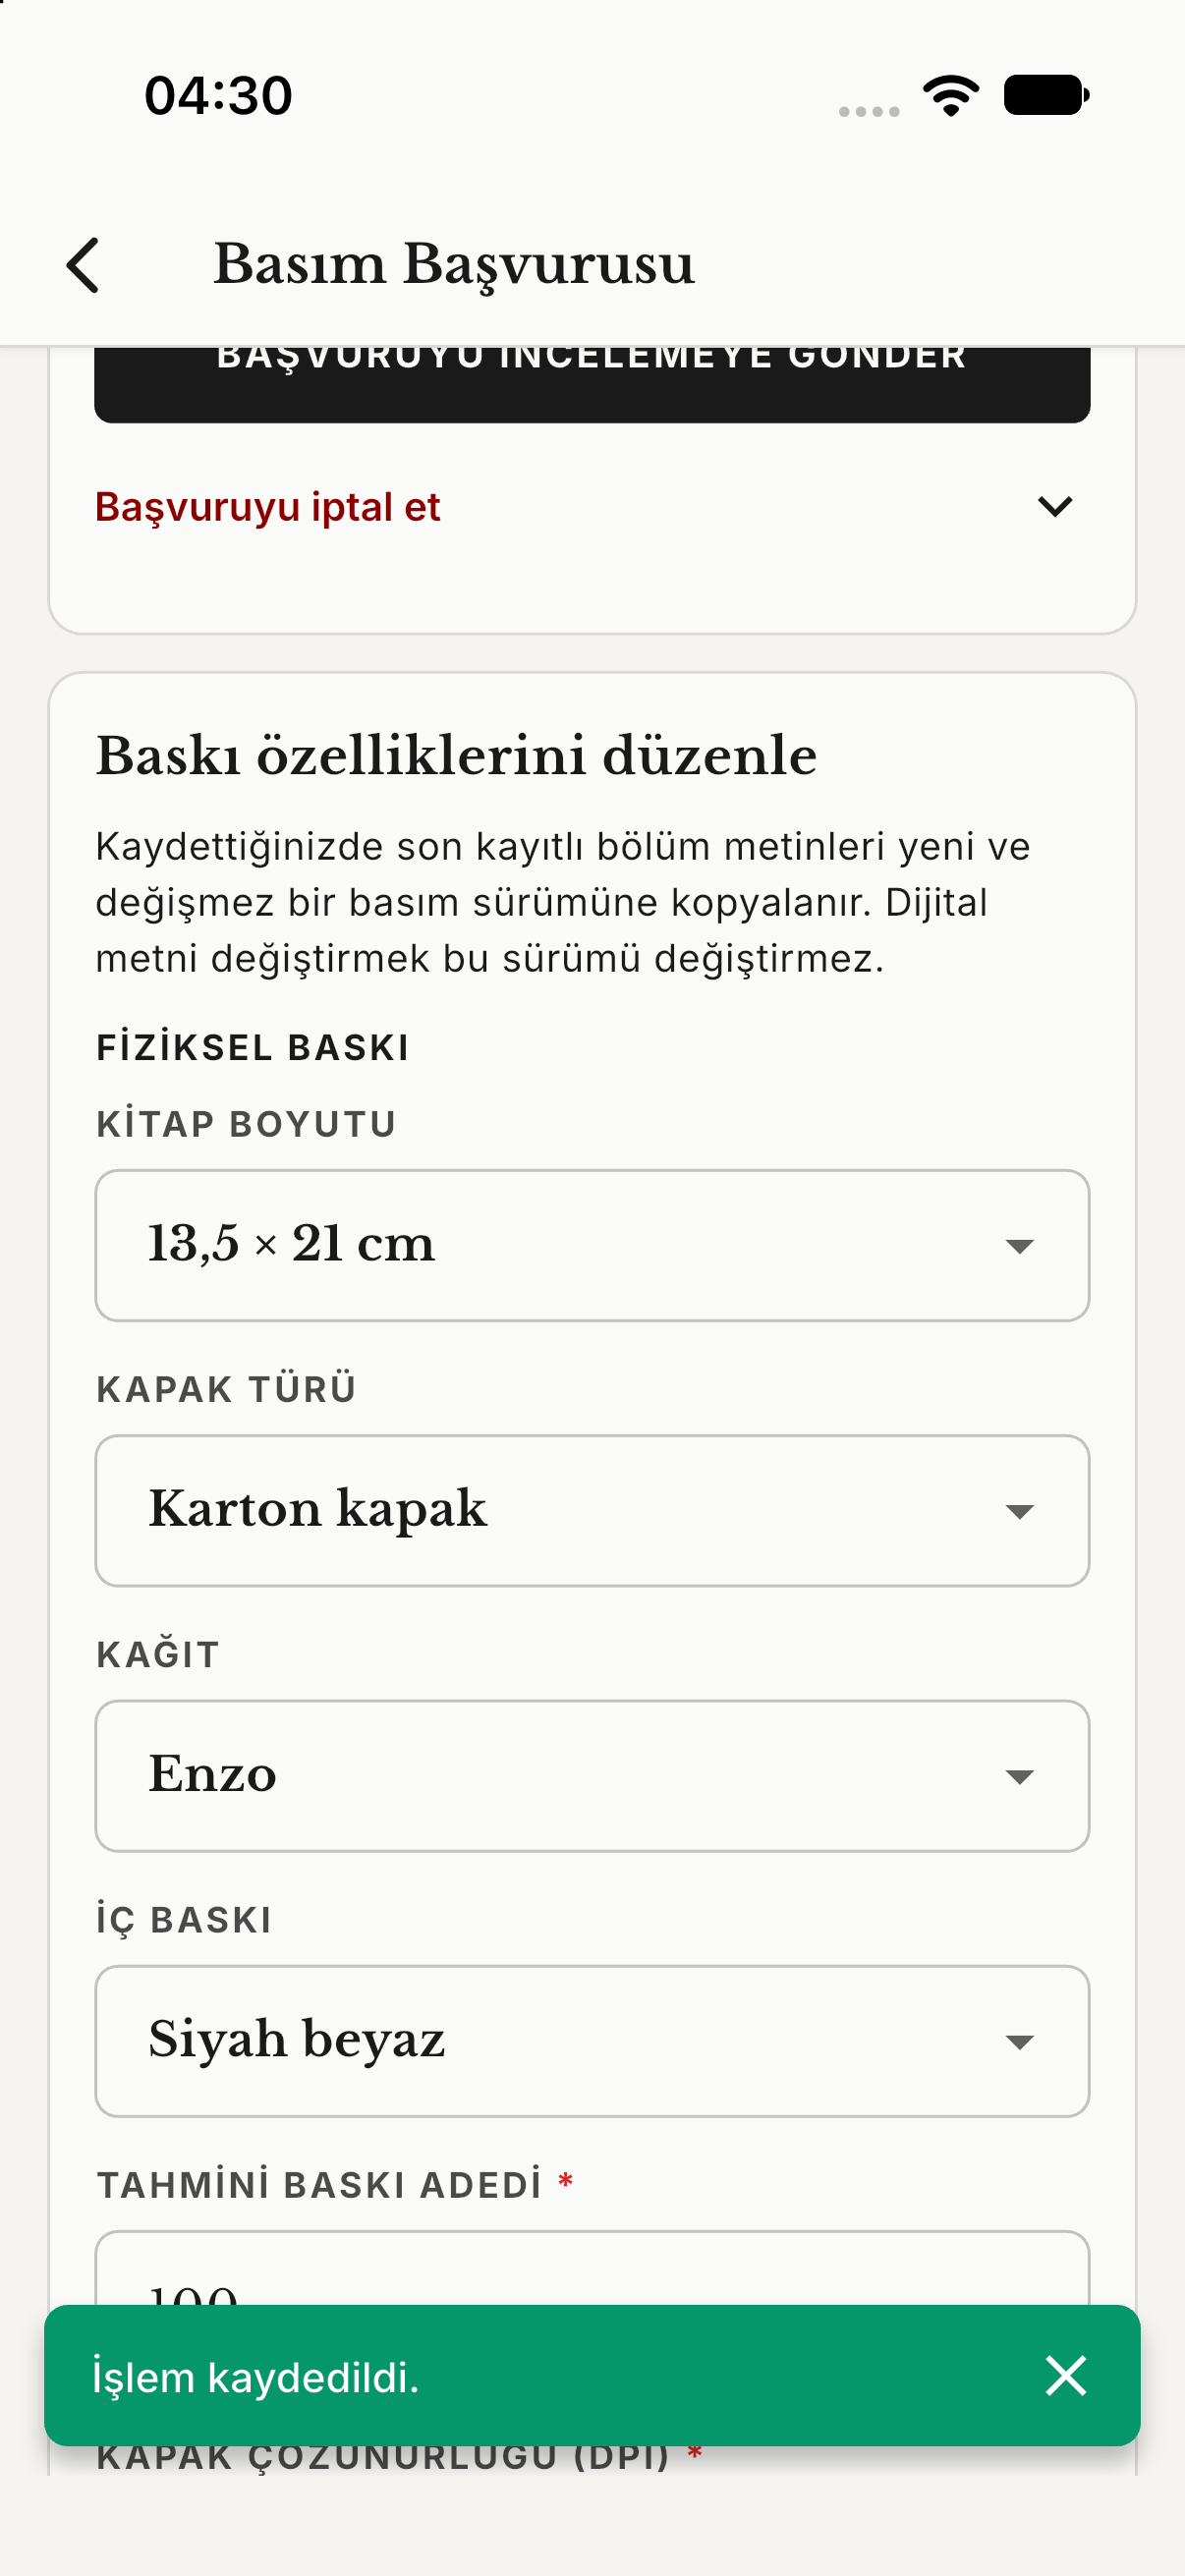 04:30
Basım Başvurusu
BAŞVURUYU İNCELEMEYE GÖNDER
Başvuruyu iptal et
Baskı özelliklerini düzenle
Kaydettiğinizde son kayıtlı bölüm metinleri yeni ve
değişmez bir basım sürümüne kopyalanır. Dijital
metni değiştirmek bu sürümü değiştirmez.
FİZİKSEL BASKI
KİTAP BOYUTU
13,5 × 21 cm
KAPAK TÜRÜ
Karton kapak
KAĞIT
Enzo
İÇ BASKI
Siyah beyaz
TAHMİNİ BASKI ADEDİ *
100
İşlem kaydedildi.
KAPAK ÇÖZÜNÜRLÜĞÜ (DPI) *